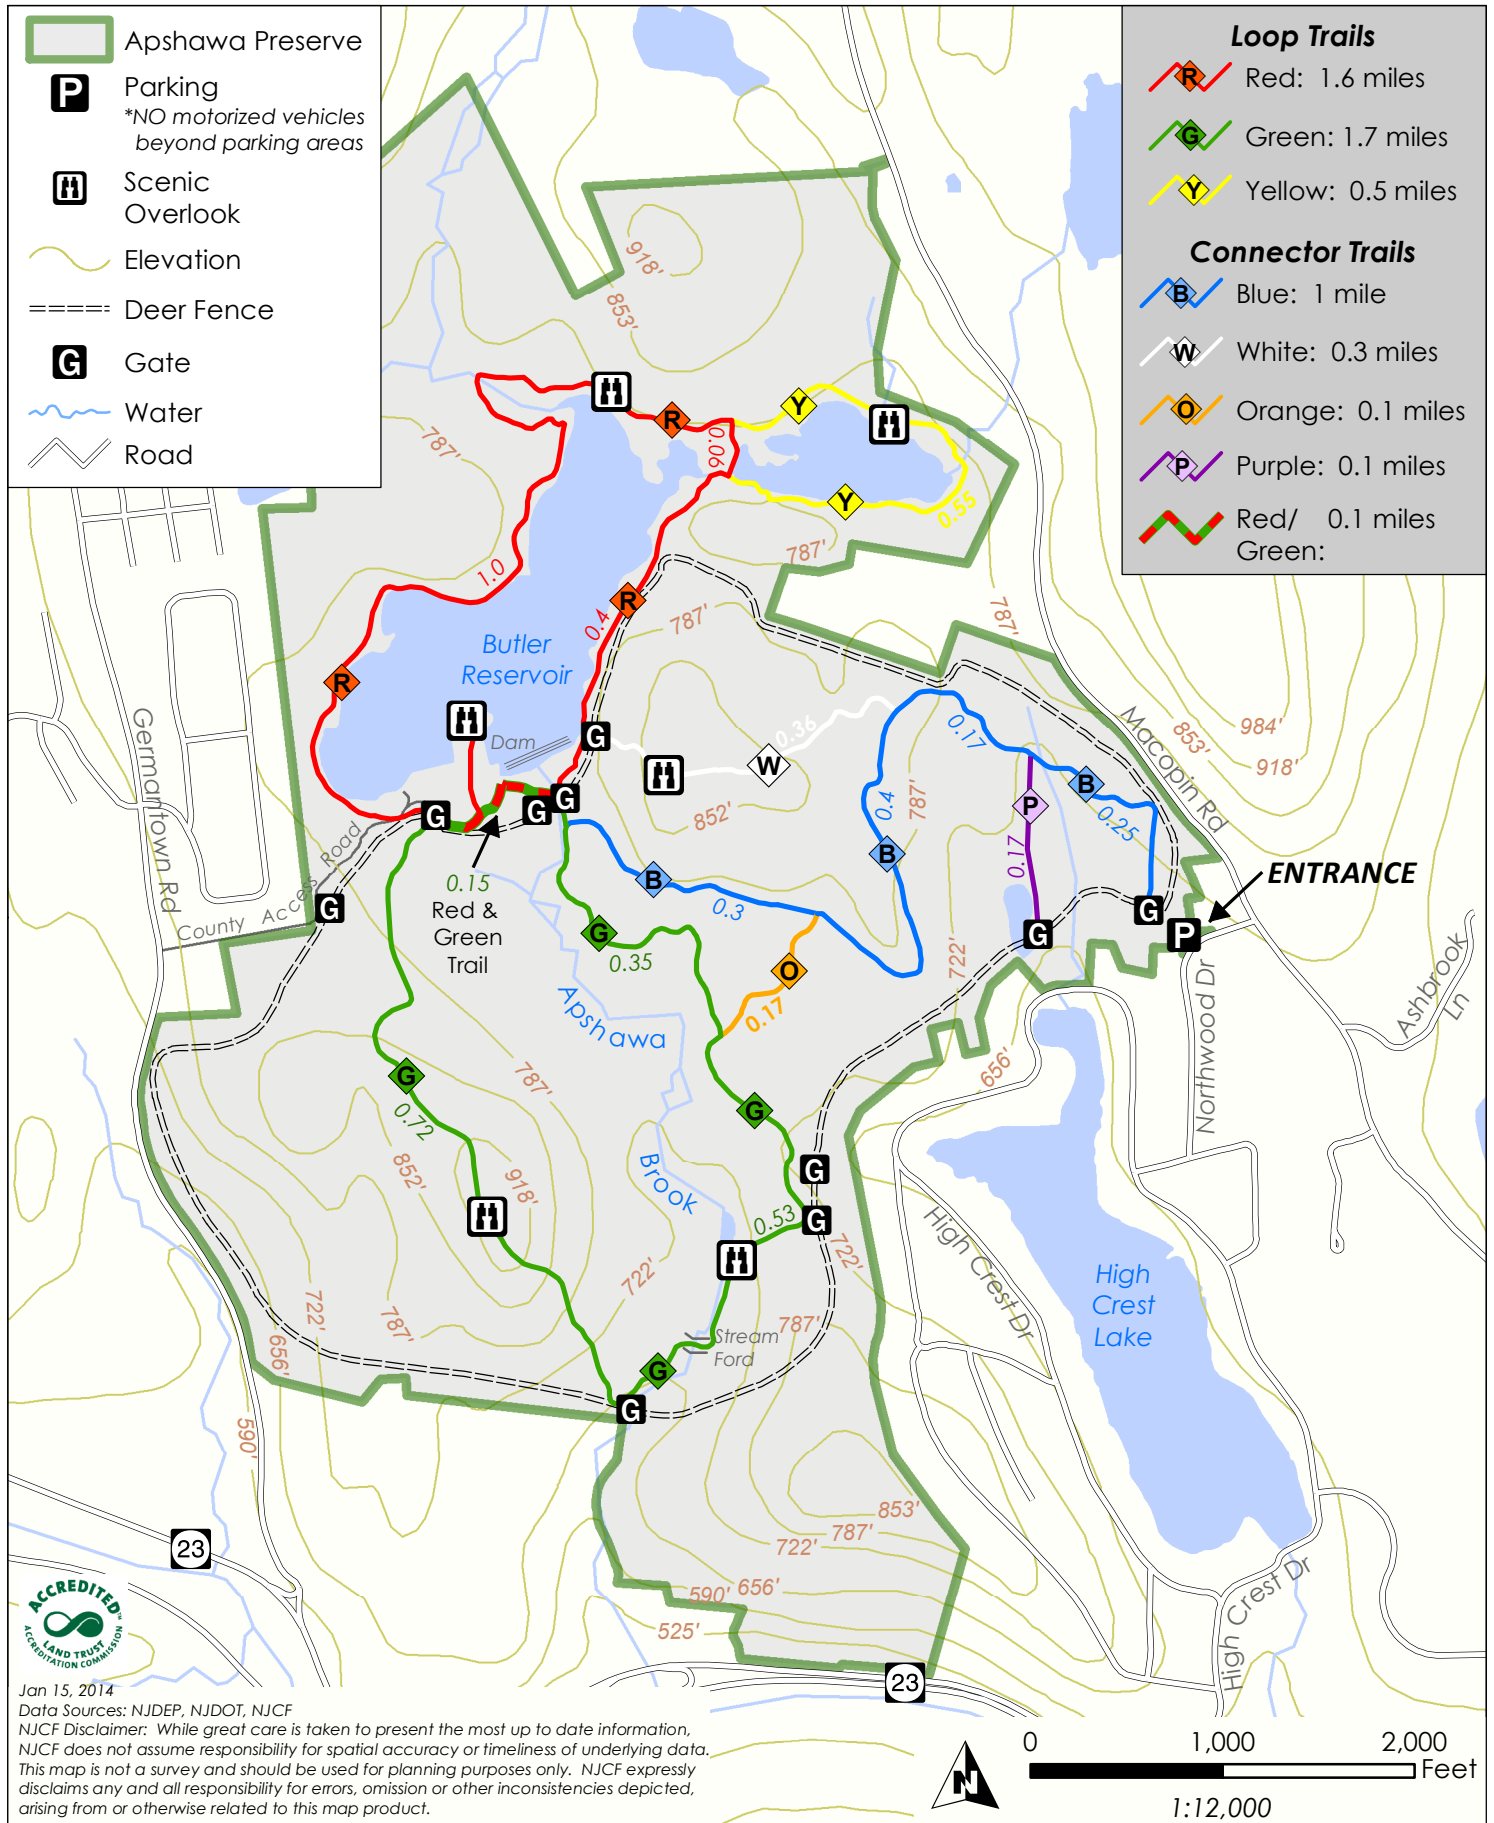 Apshawa Preserve
P
Parking
*NO motorized vehicles
beyond parking areas
Scenic
Overlook
Elevation
Deer Fence
G
Gate
Water
Road
Loop Trails
R
Red: 1.6 miles
G
Green: 1.7 miles
Y
Yellow: 0.5 miles
Connector Trails
B
Blue: 1 mile
W
White: 0.3 miles
O
Orange: 0.1 miles
P
Purple: 0.1 miles
Red/ 0.1 miles
Green:
918'
853'
787'
R
0.06
Y
Y
0.55
787'
1.0
R
0.4
787'
787'
Butler
Reservoir
R
Dam
G
W
0.36
852'
0.17
B
0.4
787'
B
P
0.17
0.25
Macopin Rd
853'
984'
918'
Germantown Rd
County Access Road
G
G
G
G
0.15
Red &
Green
Trail
B
0.3
G
0.35
O
0.17
722'
G
G
P
ENTRANCE
Northwood Dr
Ashbrook
Ln
656'
Apshawa
Brook
787'
G
0.72
852'
918'
G
G
G
0.53
722'
722'
787'
Stream
Ford
G
G
722'
787'
656'
590'
High Crest Dr
High
Crest
Lake
853'
787'
722'
656'
590'
525'
High Crest Dr
23
23
ACCREDITED™
LAND TRUST
ACCREDITATION COMMISSION
Jan 15, 2014
Data Sources: NJDEP, NJDOT, NJCF
NJCF Disclaimer: While great care is taken to present the most up to date information,
NJCF does not assume responsibility for spatial accuracy or timeliness of underlying data.
This map is not a survey and should be used for planning purposes only. NJCF expressly
disclaims any and all responsibility for errors, omission or other inconsistencies depicted,
arising from or otherwise related to this map product.
N
0 1,000 2,000
Feet
1:12,000